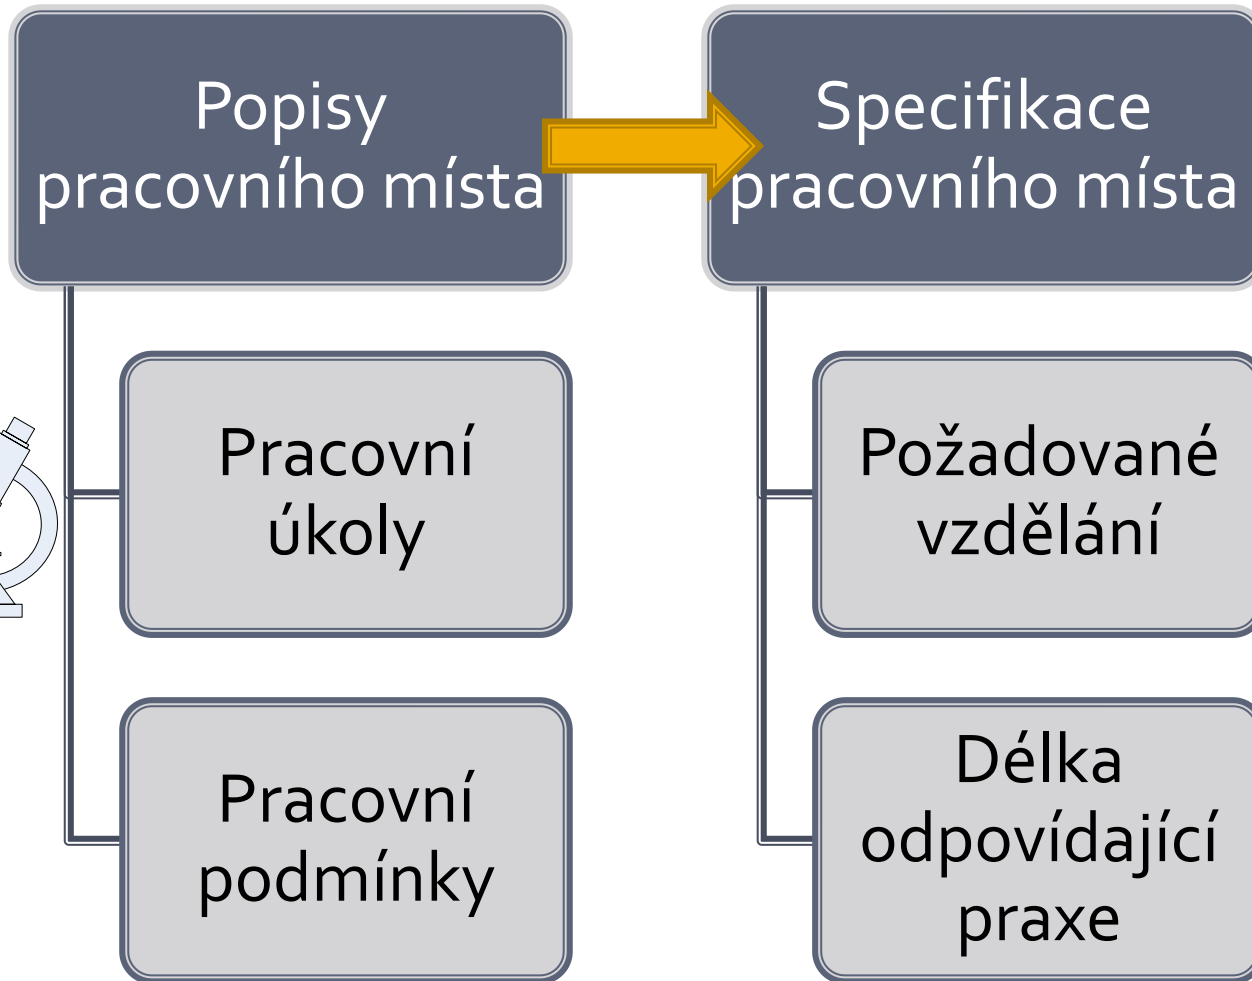 Popisy
pracovního místa
Specifikace
pracovního místa
Pracovní
úkoly
Pracovní
podmínky
Požadované
vzdělání
Délka
odpovídající
praxe